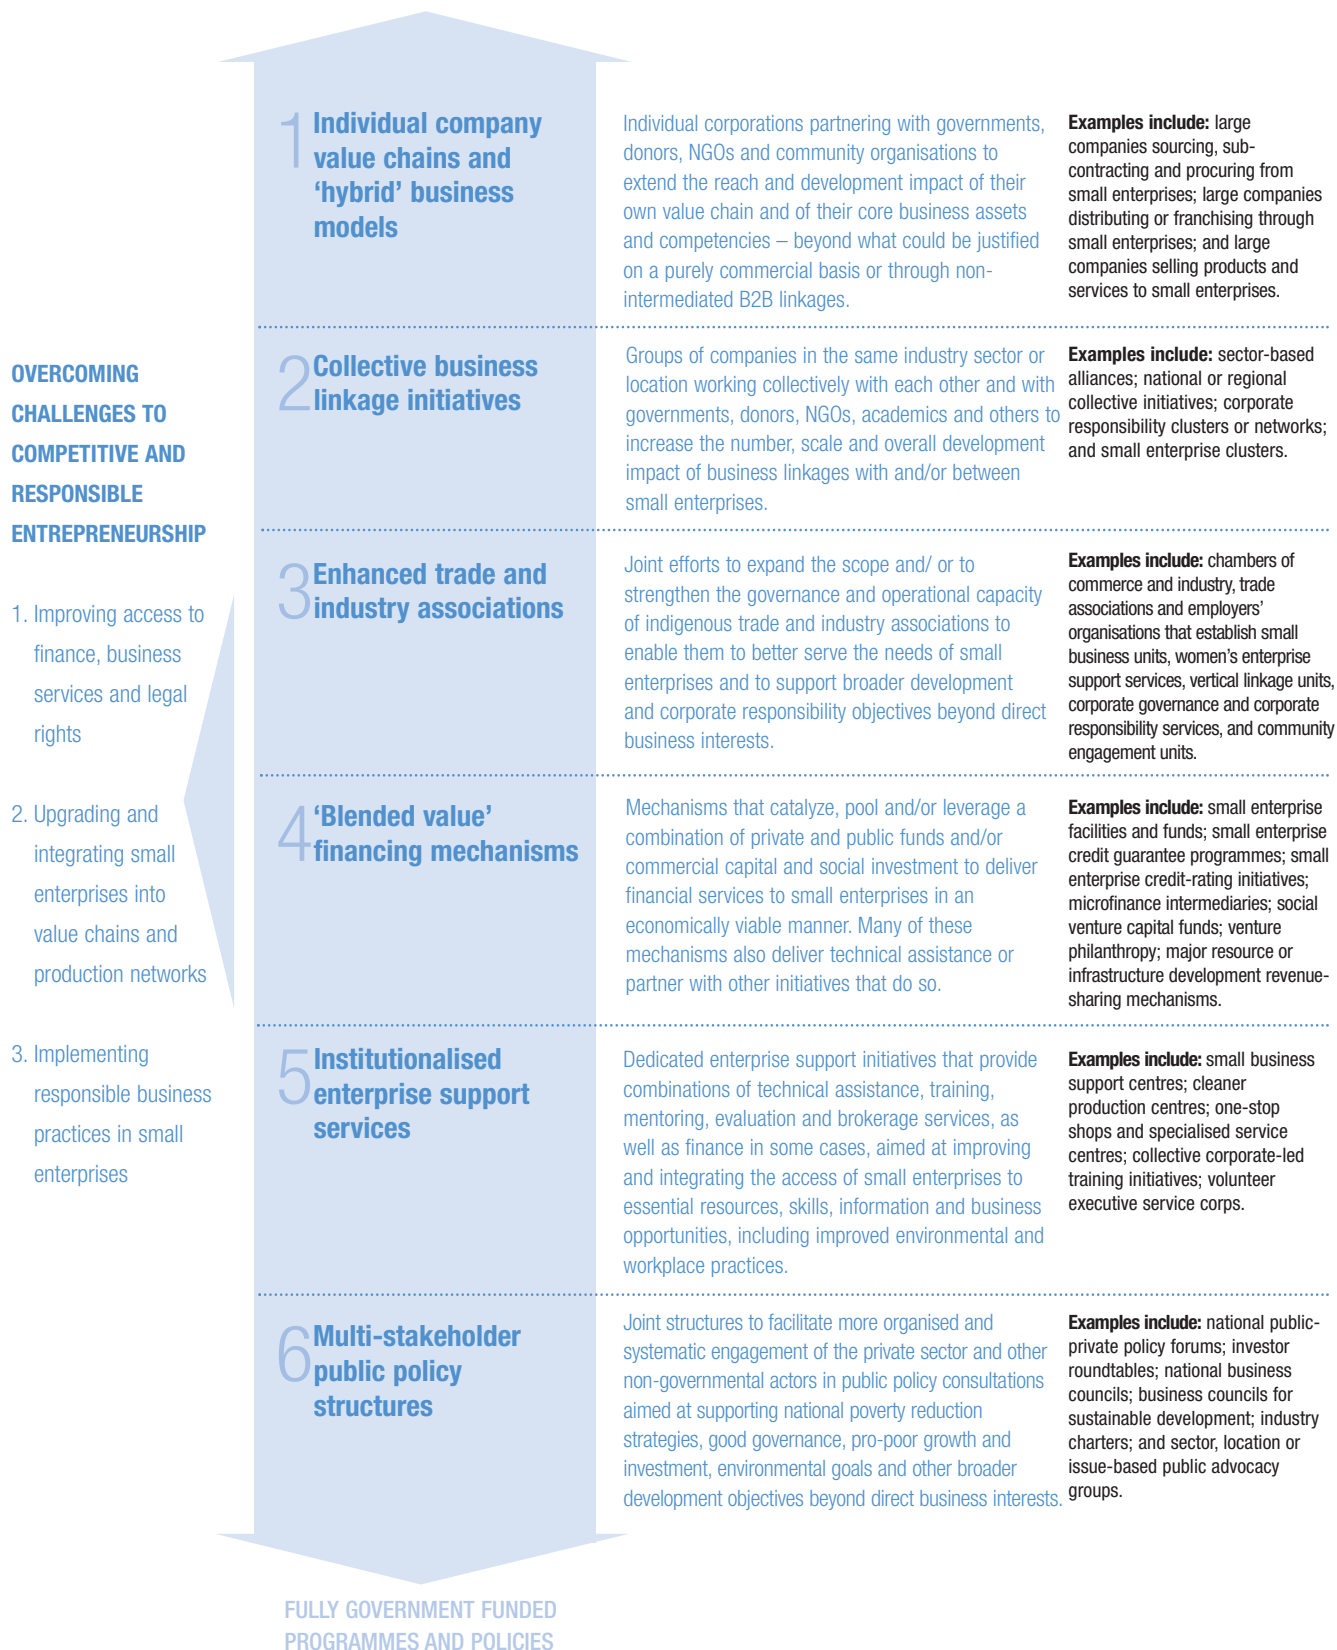 1 Individual company
value chains and
‘hybrid’ business
models
Individual corporations partnering with governments,
donors, NGOs and community organisations to
extend the reach and development impact of their
own value chain and of their core business assets
and competencies – beyond what could be justified
on a purely commercial basis or through non-
intermediated B2B linkages.
Examples include: large
companies sourcing, sub-
contracting and procuring from
small enterprises; large companies
distributing or franchising through
small enterprises; and large
companies selling products and
services to small enterprises.
OVERCOMING
CHALLENGES TO
COMPETITIVE AND
RESPONSIBLE
ENTREPRENEURSHIP
1. Improving access to
finance, business
services and legal
rights
2. Upgrading and
integrating small
enterprises into
value chains and
production networks
3. Implementing
responsible business
practices in small
enterprises
2 Collective business
linkage initiatives
Groups of companies in the same industry sector or
location working collectively with each other and with
governments, donors, NGOs, academics and others to
increase the number, scale and overall development
impact of business linkages with and/or between
small enterprises.
Examples include: sector-based
alliances; national or regional
collective initiatives; corporate
responsibility clusters or networks;
and small enterprise clusters.
3 Enhanced trade and
industry associations
Joint efforts to expand the scope and/ or to
strengthen the governance and operational capacity
of indigenous trade and industry associations to
enable them to better serve the needs of small
enterprises and to support broader development
and corporate responsibility objectives beyond direct
business interests.
Examples include: chambers of
commerce and industry, trade
associations and employers’
organisations that establish small
business units, women’s enterprise
support services, vertical linkage units,
corporate governance and corporate
responsibility services, and community
engagement units.
4 ‘Blended value’
financing mechanisms
Mechanisms that catalyze, pool and/or leverage a
combination of private and public funds and/or
commercial capital and social investment to deliver
financial services to small enterprises in an
economically viable manner. Many of these
mechanisms also deliver technical assistance or
partner with other initiatives that do so.
Examples include: small enterprise
facilities and funds; small enterprise
credit guarantee programmes; small
enterprise credit-rating initiatives;
microfinance intermediaries; social
venture capital funds; venture
philanthropy; major resource or
infrastructure development revenue-
sharing mechanisms.
5 Institutionalised
enterprise support
services
Dedicated enterprise support initiatives that provide
combinations of technical assistance, training,
mentoring, evaluation and brokerage services, as
well as finance in some cases, aimed at improving
and integrating the access of small enterprises to
essential resources, skills, information and business
opportunities, including improved environmental and
workplace practices.
Examples include: small business
support centres; cleaner
production centres; one-stop
shops and specialised service
centres; collective corporate-led
training initiatives; volunteer
executive service corps.
6 Multi-stakeholder
public policy
structures
Joint structures to facilitate more organised and
systematic engagement of the private sector and other
non-governmental actors in public policy consultations
aimed at supporting national poverty reduction
strategies, good governance, pro-poor growth and
investment, environmental goals and other broader
development objectives beyond direct business interests.
Examples include: national public-
private policy forums; investor
roundtables; national business
councils; business councils for
sustainable development; industry
charters; and sector, location or
issue-based public advocacy
groups.
FULLY GOVERNMENT FUNDED
PROGRAMMES AND POLICIES